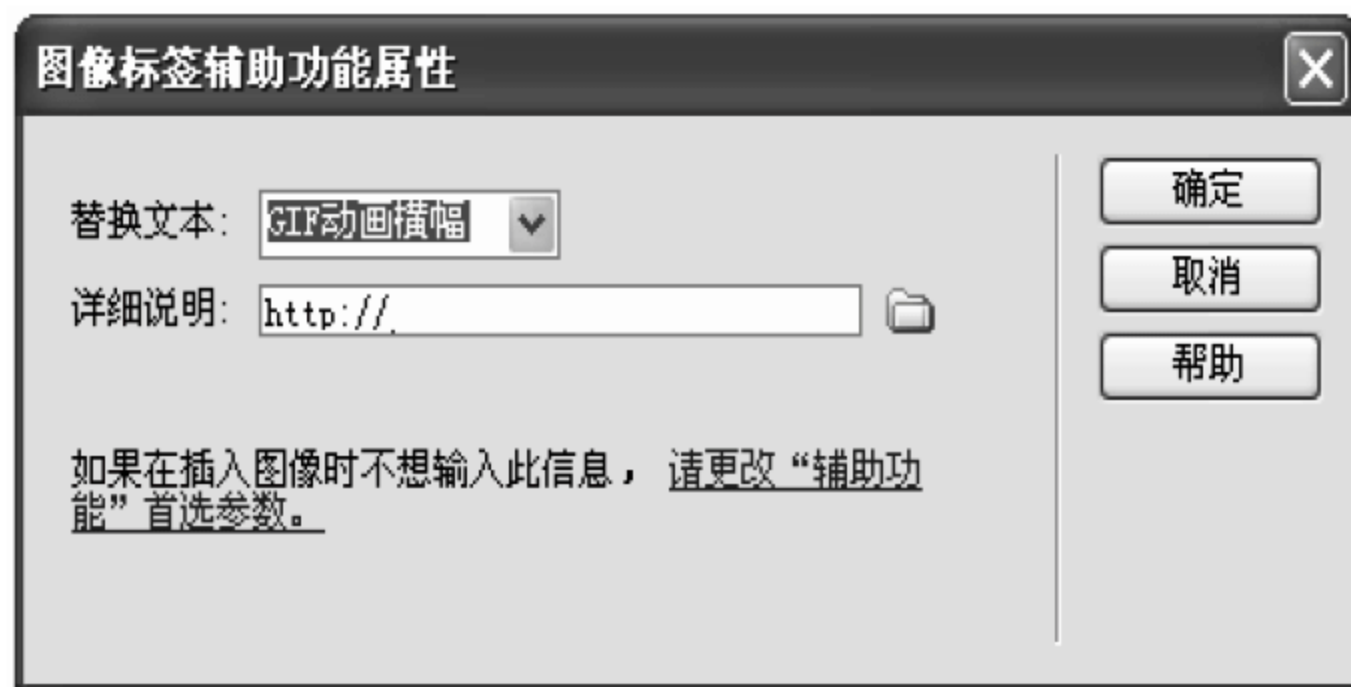 图像标签辅助功能属性
替换文本: GIF动画横幅
确定
详细说明: http://
取消
帮助
如果在插入图像时不想输入此信息， 请更改“辅助功
能”首选参数。